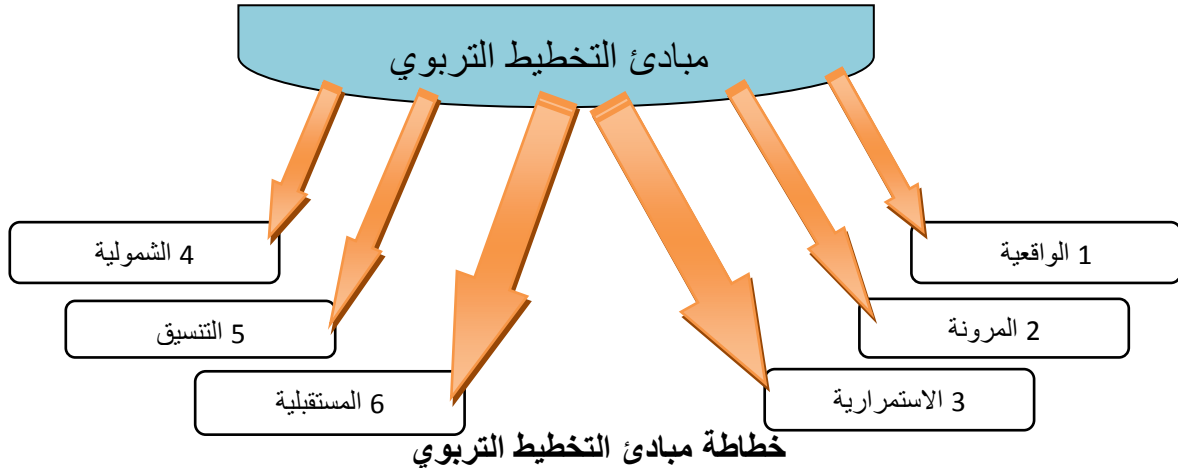 مبادئ التخطيط التربوي
1 الواقعية
2 المرونة
3 الاستمرارية
4 الشمولية
5 التنسيق
6 المستقبلية
خطاطة مبادئ التخطيط التربوي